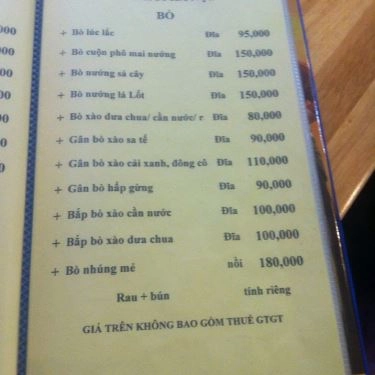 BÒ
+ Bò lúc lắc Đĩa 95,000
+ Bò cuộn phô mai nướng Đĩa 150,000
+ Bò nướng sả cây Đĩa 150,000
+ Bò nướng lá Lốt Đĩa 150,000
+ Bò xào dưa chua/ cần nước/ r Đĩa 80,000
+ Gân bò xào sa tế Đĩa 90,000
+ Gân bò xào cải xanh, đông cô Đĩa 110,000
+ Gân bò hấp gừng Đĩa 90,000
+ Bắp bò xào cần nước Đĩa 100,000
+ Bắp bò xào dưa chua Đĩa 100,000
+ Bò nhúng mẻ nồi 180,000
Rau + bún tính riêng
GIÁ TRÊN KHÔNG BAO GỒM THUẾ GTGT